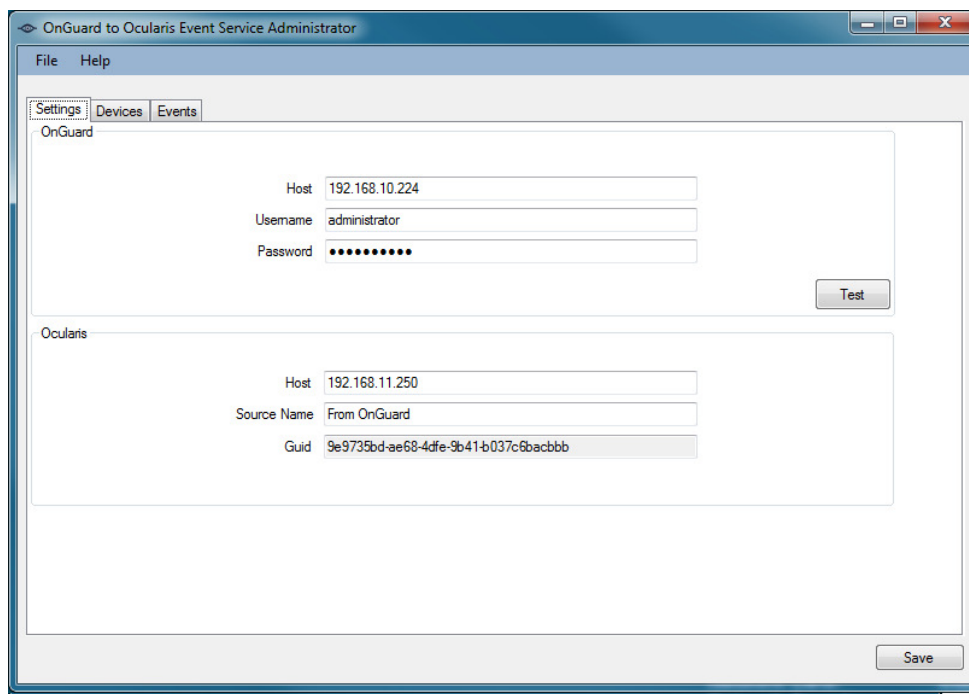 OnGuard to Ocularis Event Service Administrator
File Help
Settings Devices Events
OnGuard
Host 192.168.10.224
Username administrator
Password ••••••••••
Test
Ocularis
Host 192.168.11.250
Source Name From OnGuard
Guid 9e9735bd-ae68-4dfe-9b41-b037c6bacbbb
Save